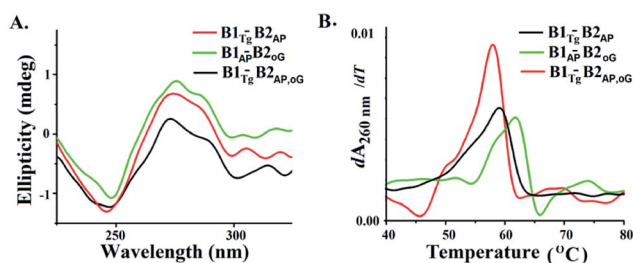 A.
B1Tg-B2AP
B1AP-B2oG
B1Tg-B2AP,oG
Ellipticity (mdeg)
1
0
-1
250
300
Wavelength (nm)
B.
B1Tg-B2AP
B1AP-B2oG
B1Tg-B2AP,oG
dA260 nm /dT
0.01
0.00
40
50
60
70
80
Temperature (OC)